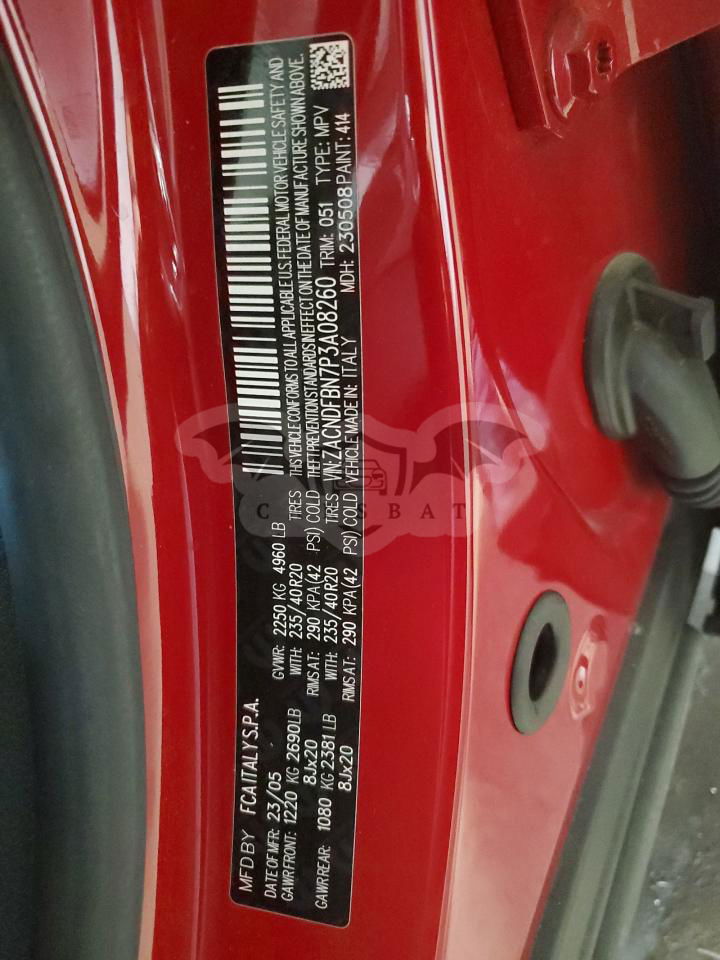 MFD BY FCA ITALY S.P.A.
DATE OF MFR: 23/05 GVWR: 2250 KG 4960 LB
GAWR FRONT: 1220 KG 2690 LB WITH: 235/40R20 TIRES
8Jx20 RIMS AT: 290 KPA (42 PSI) COLD
GAWR REAR: 1080 KG 2381 LB WITH: 235/40R20 TIRES
8Jx20 RIMS AT: 290 KPA (42 PSI) COLD
THIS VEHICLE CONFORMS TO ALL APPLICABLE U.S. FEDERAL MOTOR VEHICLE SAFETY AND
THEFT PREVENTION STANDARDS IN EFFECT ON THE DATE OF MANUFACTURE SHOWN ABOVE.
VIN: ZACNDFBN7P3A08260 TRIM: 051 TYPE: MPV
VEHICLE MADE IN: ITALY MDH: 230508 PAINT: 414